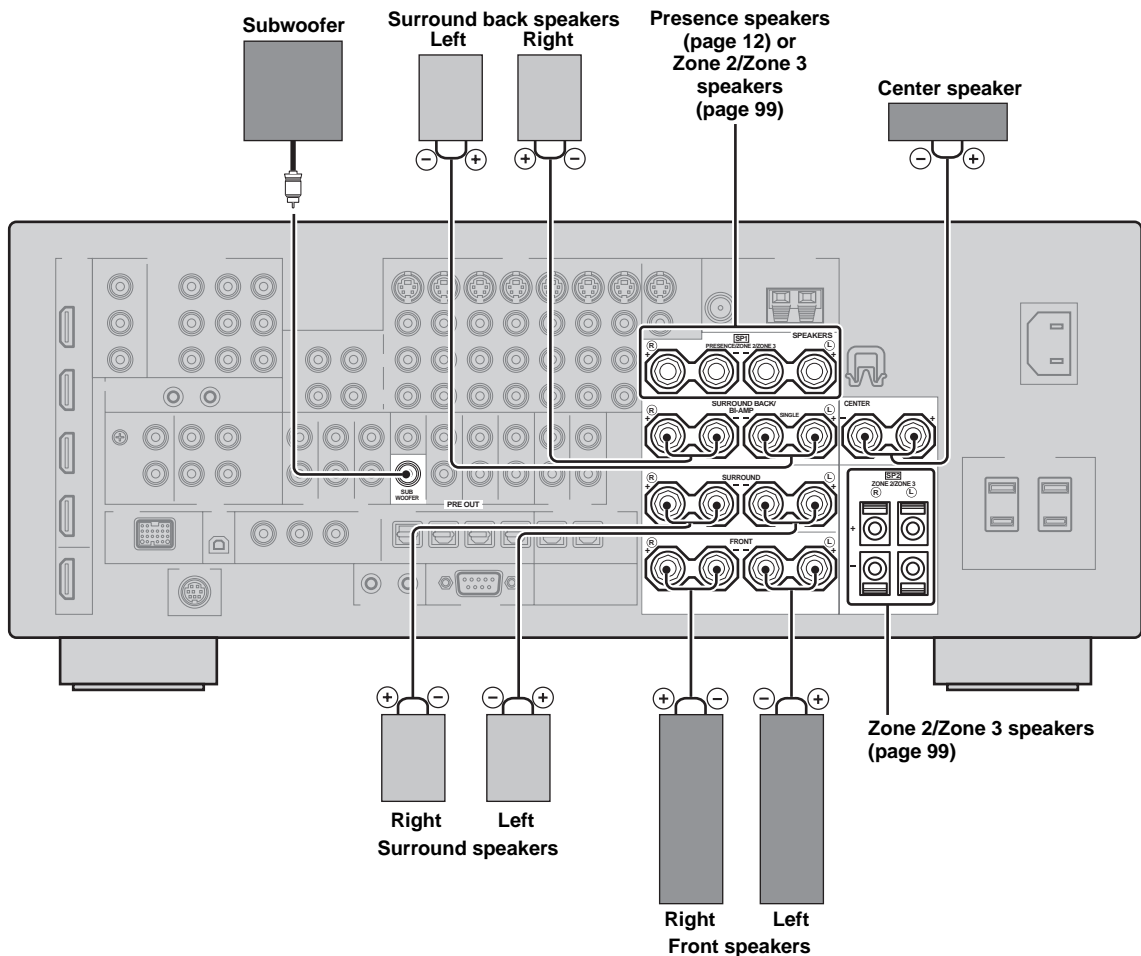 Subwoofer
Surround back speakers
Left
Right
Presence speakers
(page 12) or
Zone 2/Zone 3
speakers
(page 99)
Center speaker
− +
+ −
− +
SP1
SPEAKERS
R
PRESENCE/ZONE 2/ZONE 3
L
+ − − +
R
SURROUND BACK/
BI-AMP
SINGLE
L
+ − − +
CENTER
− +
SUB
WOOFER
PRE OUT
R
SURROUND
L
+ − − +
R
FRONT
L
+ − − +
SP2
ZONE 2/ZONE 3
R L
+
−
+ −
− +
+ −
− +
Right
Left
Surround speakers
Right
Left
Front speakers
Zone 2/Zone 3 speakers
(page 99)